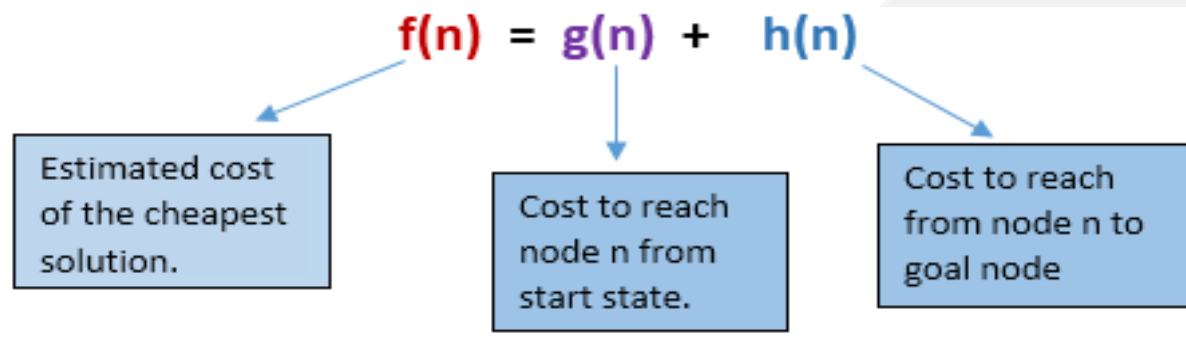 f(n) = g(n) + h(n)
Estimated cost
of the cheapest
solution.
Cost to reach
node n from
start state.
Cost to reach
from node n to
goal node